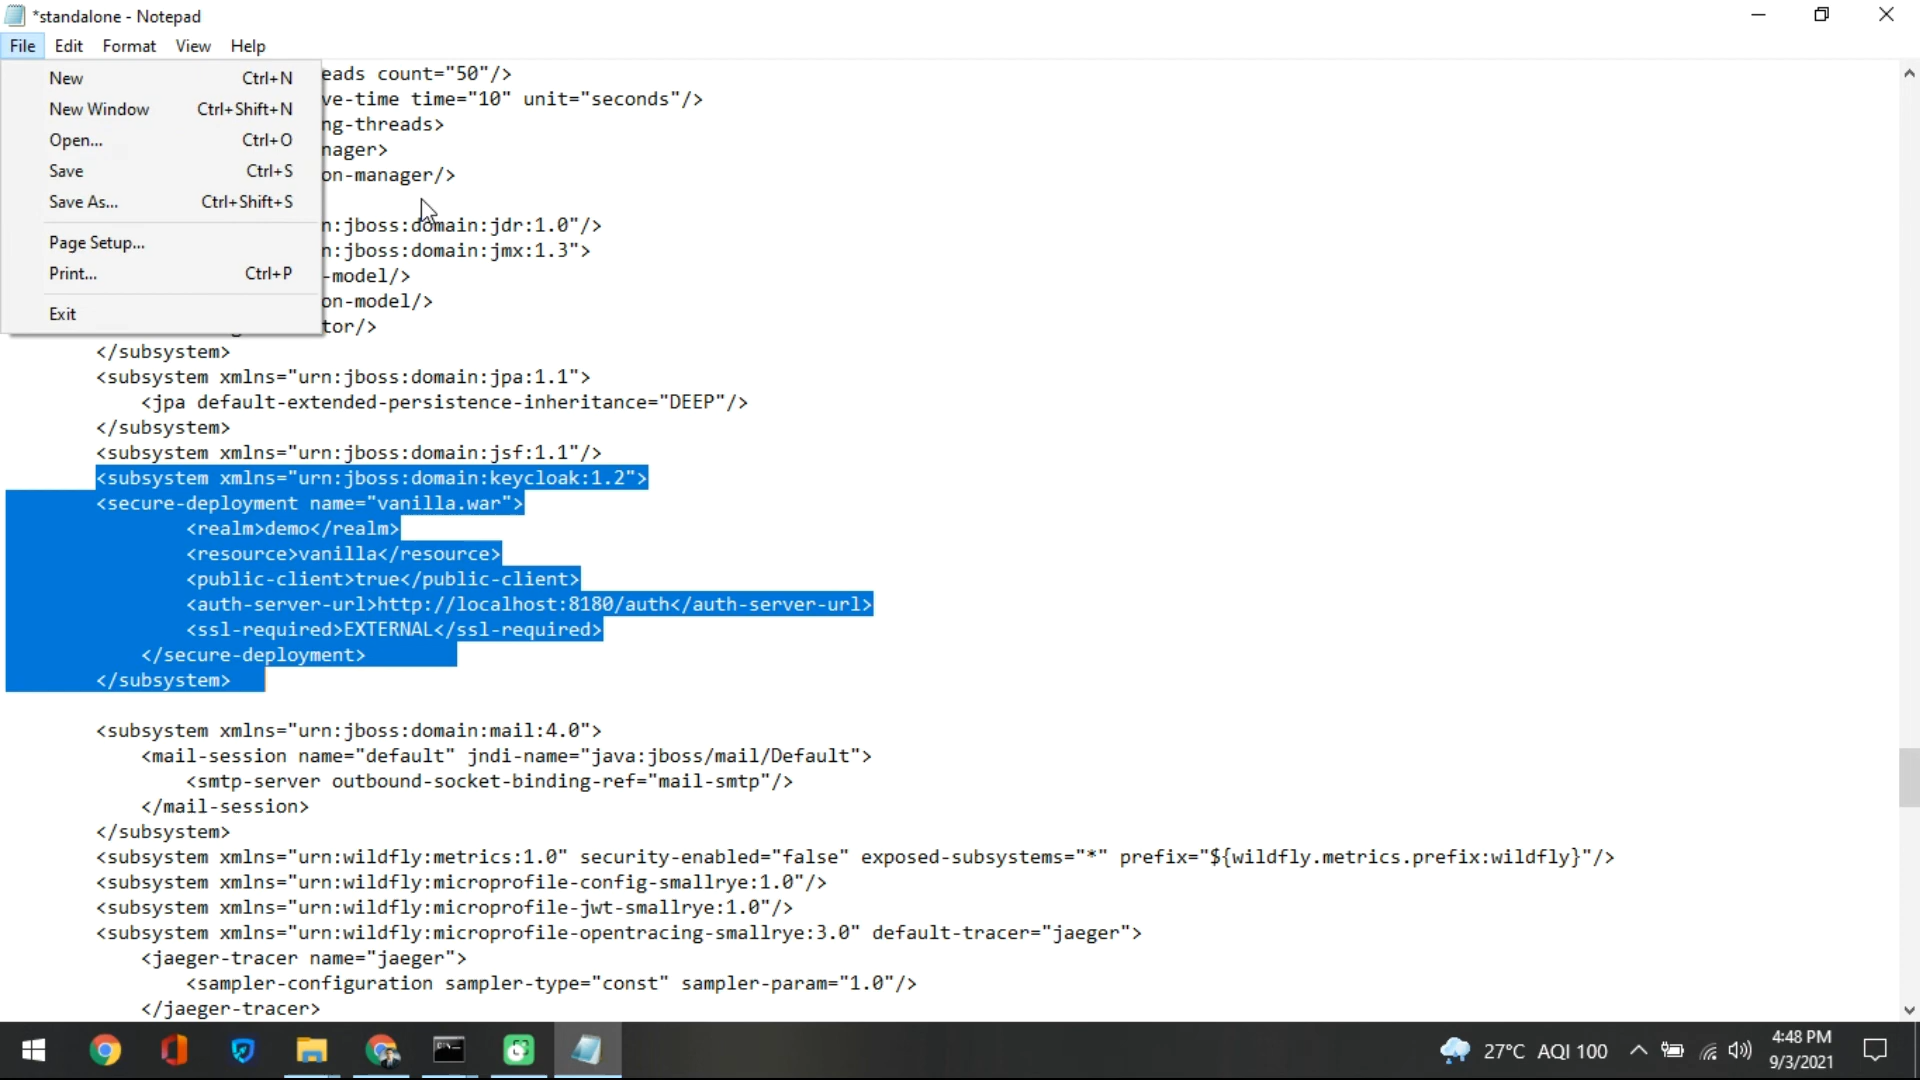 *standalone - Notepad
File Edit Format View Help
New Ctrl+N
New Window Ctrl+Shift+N
Open... Ctrl+O
Save Ctrl+S
Save As... Ctrl+Shift+S
Page Setup...
Print... Ctrl+P
Exit
eads count="50"/>
ve-time time="10" unit="seconds"/>
ng-threads>
nager>
on-manager/>
n:jboss:domain:jdr:1.0"/>
n:jboss:domain:jmx:1.3">
-model/>
on-model/>
tor/>
</subsystem>
<subsystem xmlns="urn:jboss:domain:jpa:1.1">
<jpa default-extended-persistence-inheritance="DEEP"/>
</subsystem>
<subsystem xmlns="urn:jboss:domain:jsf:1.1"/>
<subsystem xmlns="urn:jboss:domain:keycloak:1.2">
<secure-deployment name="vanilla.war">
<realm>demo</realm>
<resource>vanilla</resource>
<public-client>true</public-client>
<auth-server-url>http://localhost:8180/auth</auth-server-url>
<ssl-required>EXTERNAL</ssl-required>
</secure-deployment>
</subsystem>
<subsystem xmlns="urn:jboss:domain:mail:4.0">
<mail-session name="default" jndi-name="java:jboss/mail/Default">
<smtp-server outbound-socket-binding-ref="mail-smtp"/>
</mail-session>
</subsystem>
<subsystem xmlns="urn:wildfly:metrics:1.0" security-enabled="false" exposed-subsystems="*" prefix="${wildfly.metrics.prefix:wildfly}"/>
<subsystem xmlns="urn:wildfly:microprofile-config-smallrye:1.0"/>
<subsystem xmlns="urn:wildfly:microprofile-jwt-smallrye:1.0"/>
<subsystem xmlns="urn:wildfly:microprofile-opentracing-smallrye:3.0" default-tracer="jaeger">
<jaeger-tracer name="jaeger">
<sampler-configuration sampler-type="const" sampler-param="1.0"/>
</jaeger-tracer>
27°C AQI 100
4:48 PM
9/3/2021